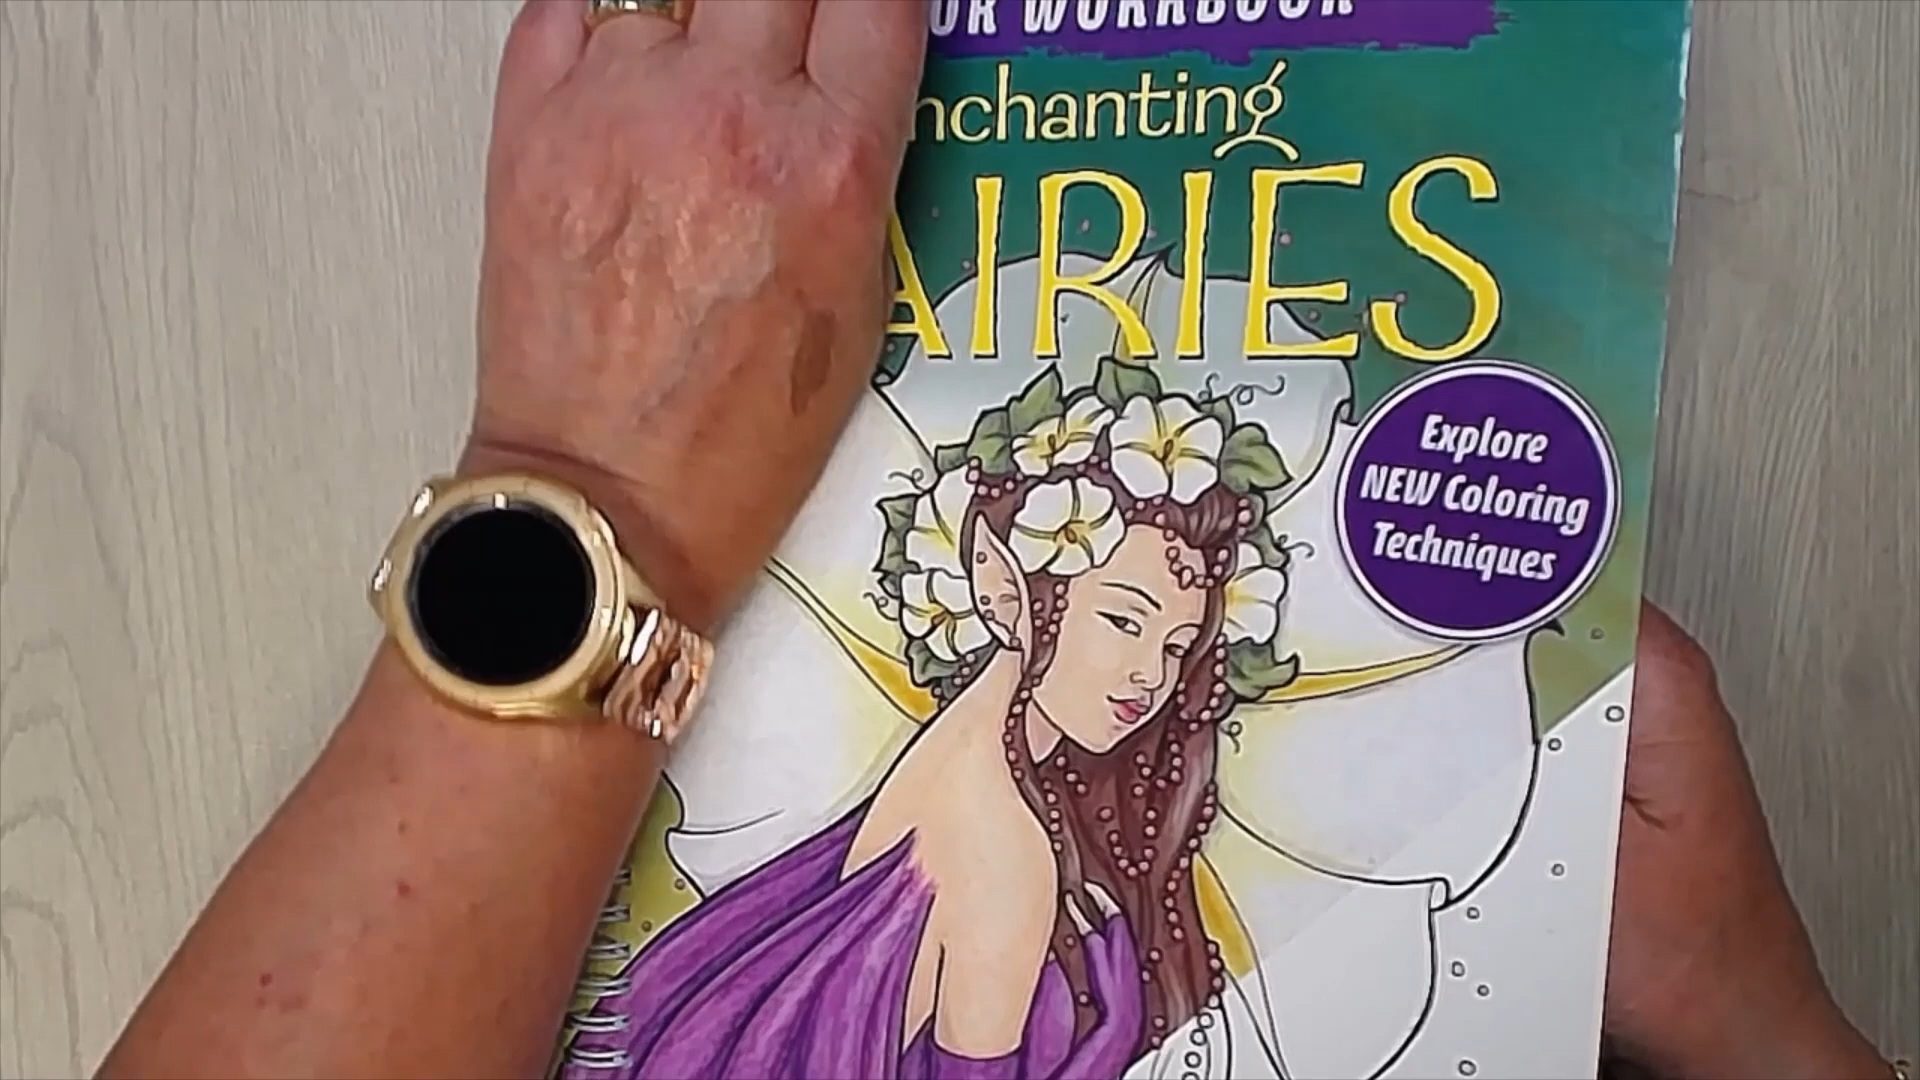 OR WORKBOOK
nchanting
AIRIES
Explore
NEW Coloring
Techniques